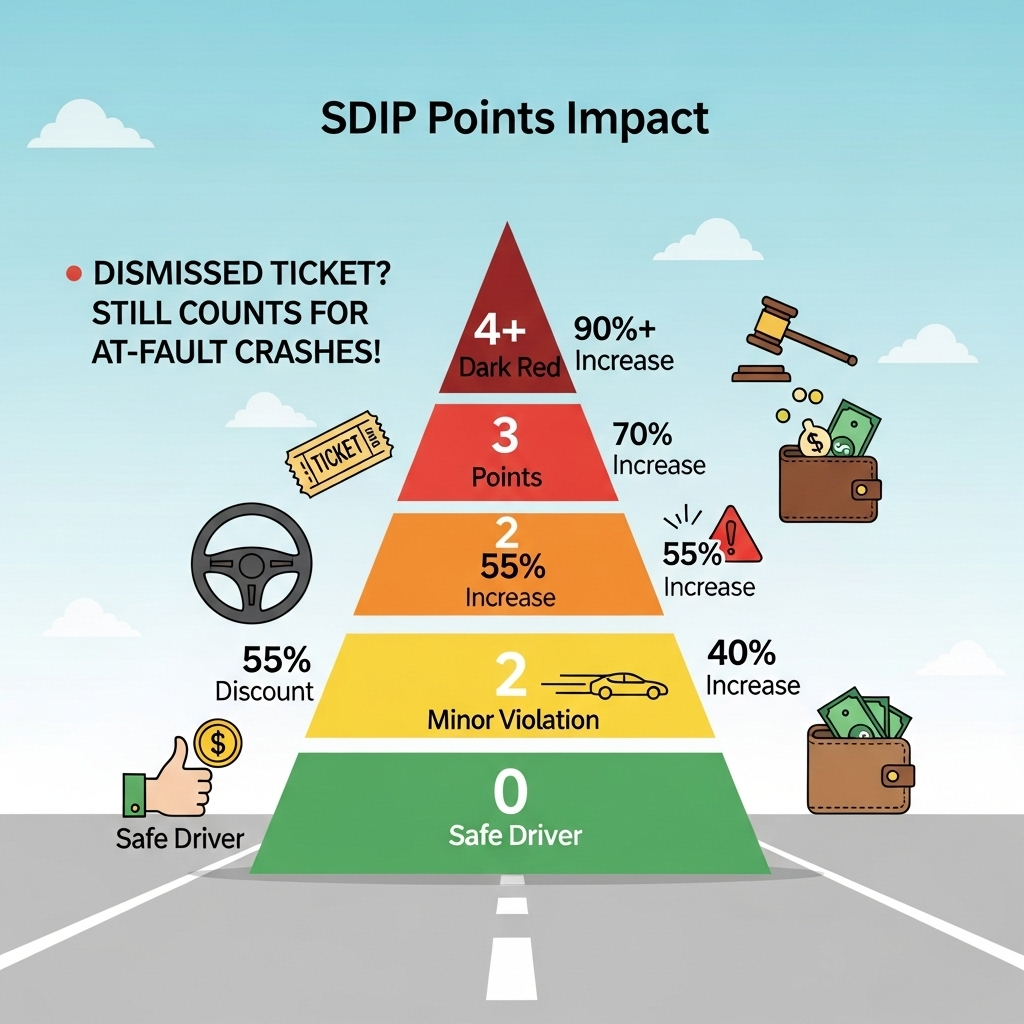 SDIP Points Impact
• DISMISSED TICKET?
STILL COUNTS FOR
AT-FAULT CRASHES!
4+
Dark Red
90%+
Increase
TICKET
3
Points
70%
Increase
$
2
55%
Increase
55%
Increase
!
55%
Discount
2
Minor Violation
40%
Increase
$
Safe Driver
0
Safe Driver